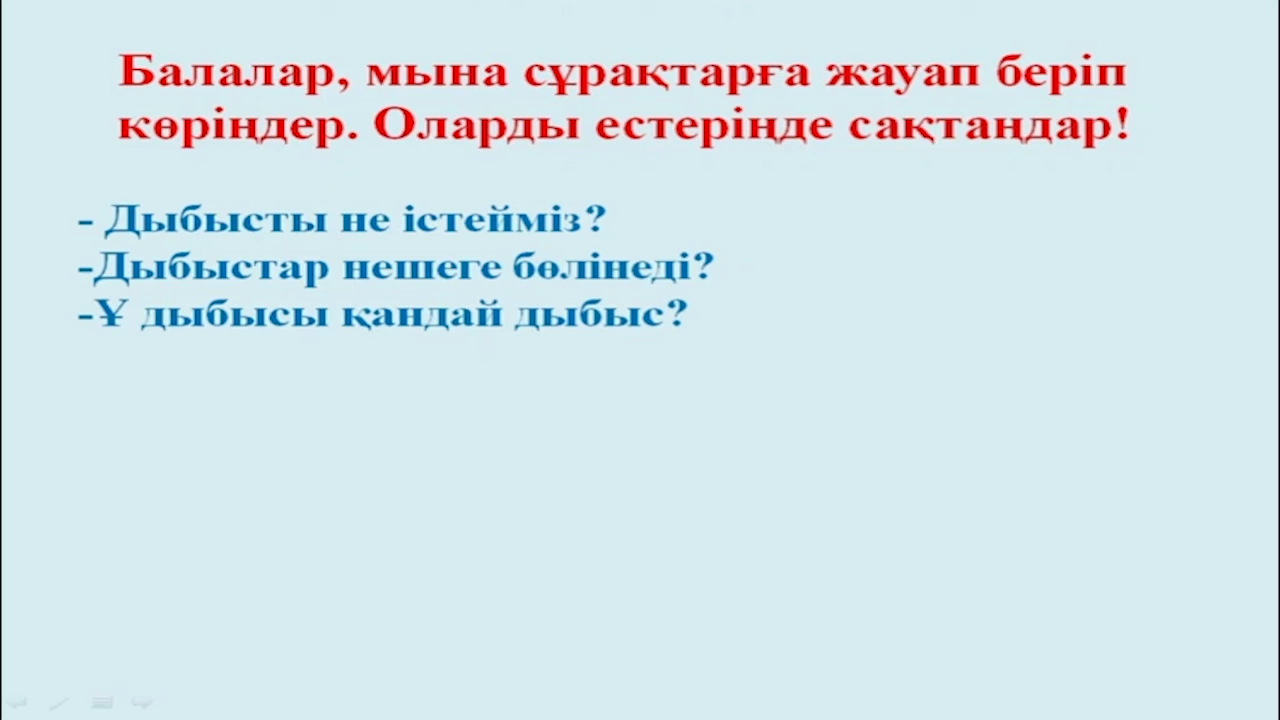 Балалар, мына сұрақтарға жауап беріп
көріңдер. Оларды естеріңде сақтаңдар!
- Дыбысты не істейміз?
-Дыбыстар нешеге бөлінеді?
-Ұ дыбысы қандай дыбыс?